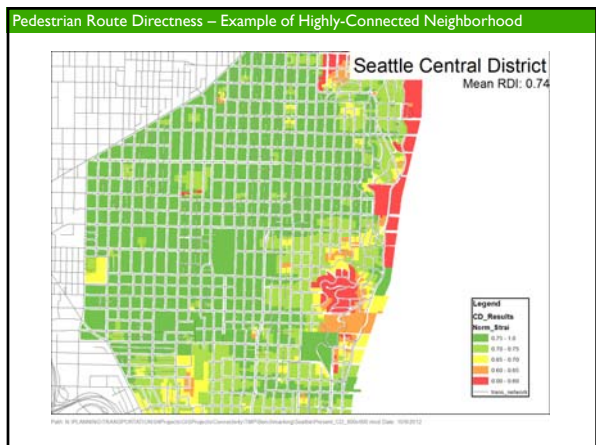 Pedestrian Route Directness – Example of Highly-Connected Neighborhood
Seattle Central District
Mean RDI: 0.74
Legend
CD_Results
Norm_Strai
0.75 - 1.0
0.70 - 0.75
0.65 - 0.70
0.60 - 0.65
0.00 - 0.60
trans_network